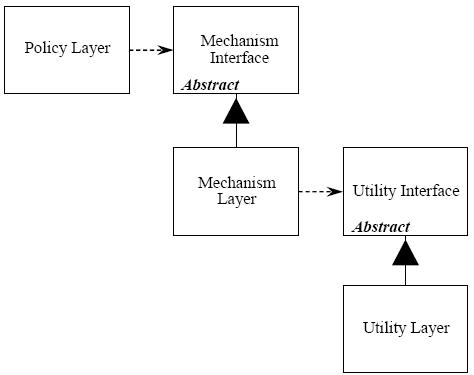 Policy Layer
Mechanism
Interface
Abstract
Mechanism
Layer
Utility Interface
Abstract
Utility Layer